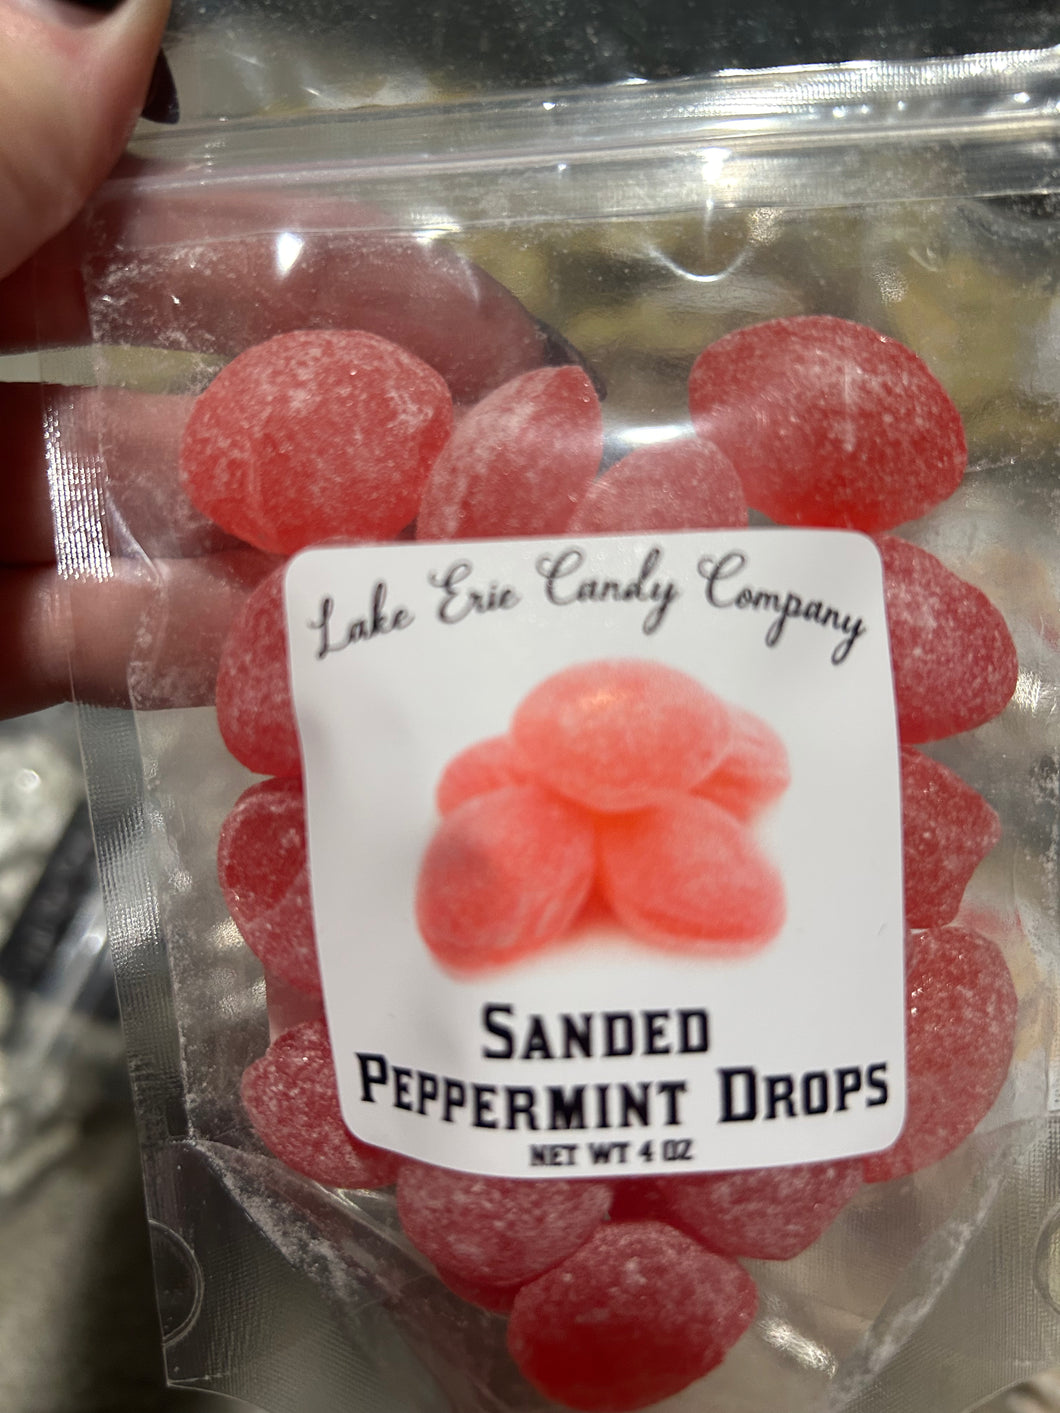 Lake Erie Candy Company
SANDED
PEPPERMINT DROPS
NET WT 4 OZ